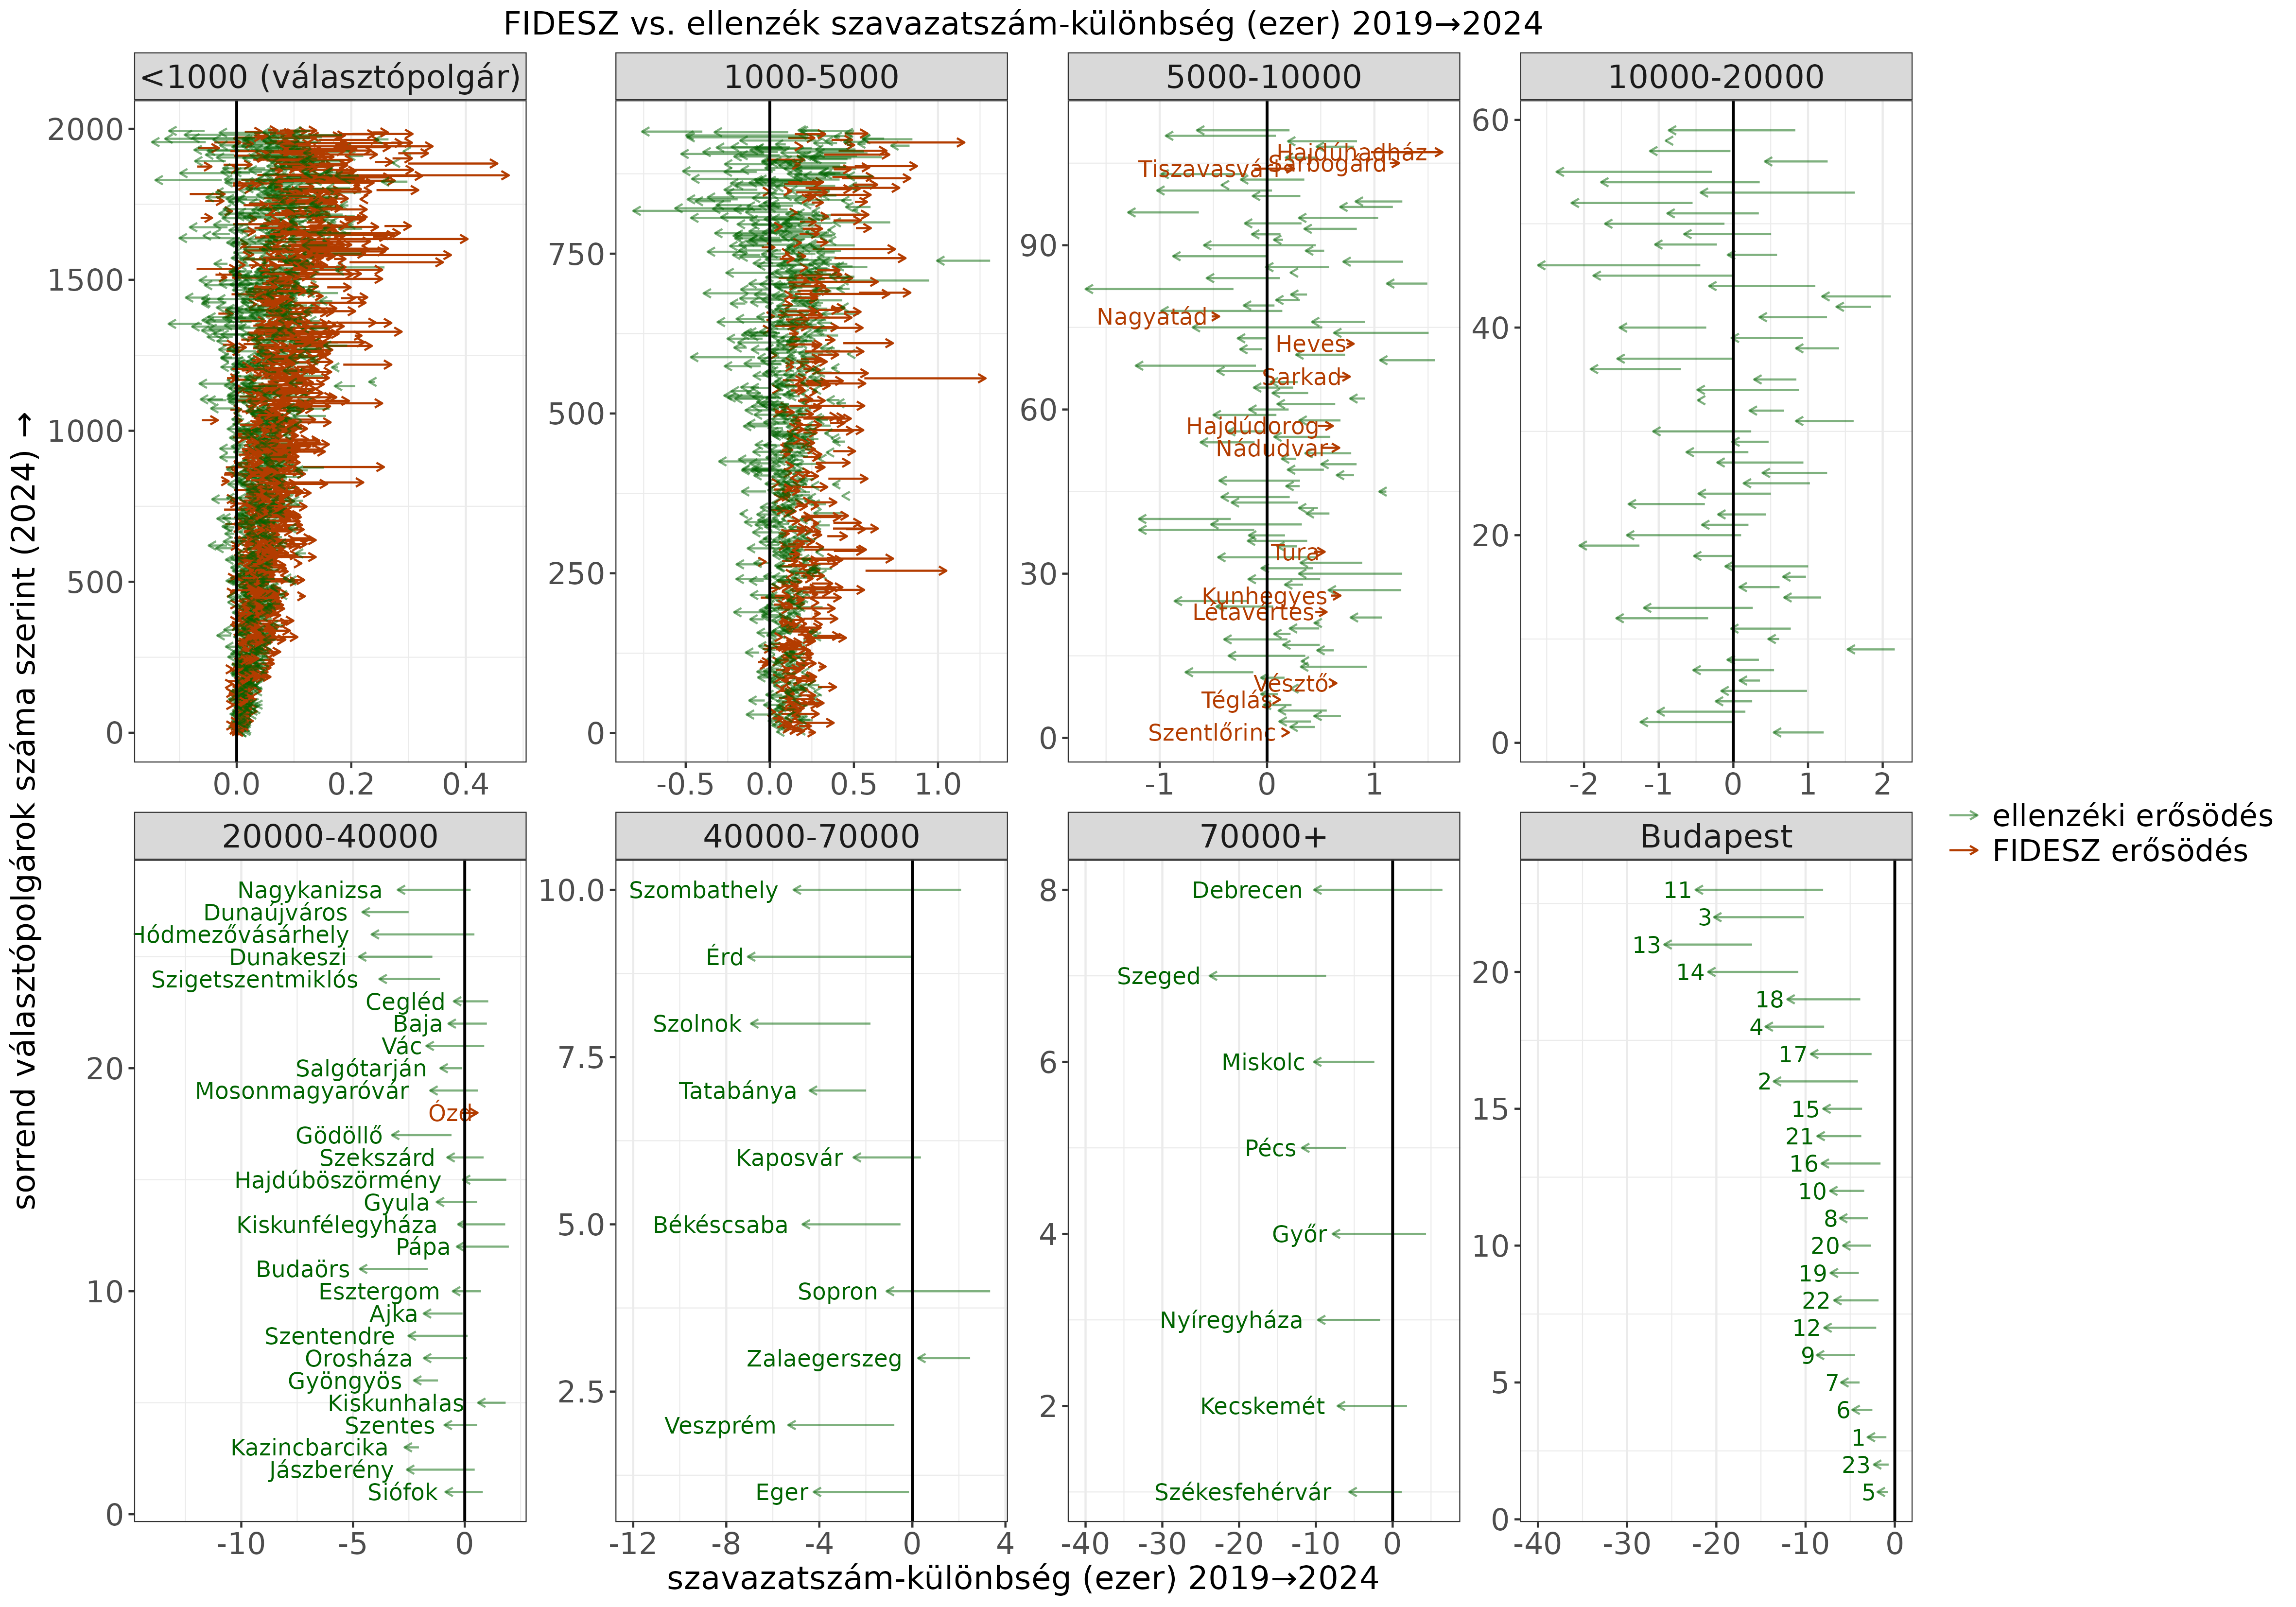 FIDESZ vs. ellenzék szavazatszám-különbség (ezer) 2019→2024
sorrend választópolgárok száma szerint (2024) →
<1000 (választópolgár)
2000
1500
1000
500
0
0.0 0.2 0.4
1000-5000
750
500
250
0
-0.5 0.0 0.5 1.0
5000-10000
90
60
30
0
Hajdúhadház
Sárbogárd
Tiszavasvári
Nagyatád
Heves
Sarkad
Hajdúdorog
Nádudvar
Tura
Kunhegyes
Létavértes
Vésztő
Téglás
Szentlőrinc
-1 0 1
10000-20000
60
40
20
0
-2 -1 0 1 2
20000-40000
20
10
0
Nagykanizsa
Dunaújváros
Hódmezővásárhely
Dunakeszi
Szigetszentmiklós
Cegléd
Baja
Vác
Salgótarján
Mosonmagyaróvár
Ózd
Gödöllő
Szekszárd
Hajdúböszörmény
Gyula
Kiskunfélegyháza
Pápa
Budaörs
Esztergom
Ajka
Szentendre
Orosháza
Gyöngyös
Kiskunhalas
Szentes
Kazincbarcika
Jászberény
Siófok
-10 -5 0
40000-70000
10.0
7.5
5.0
2.5
Szombathely
Érd
Szolnok
Tatabánya
Kaposvár
Békéscsaba
Sopron
Zalaegerszeg
Veszprém
Eger
-12 -8 -4 0 4
70000+
8
6
4
2
Debrecen
Szeged
Miskolc
Pécs
Győr
Nyíregyháza
Kecskemét
Székesfehérvár
-40 -30 -20 -10 0
Budapest
20
15
10
5
0
11
3
13
14
18
4
17
2
15
21
16
10
8
20
19
22
12
9
7
6
1
23
5
-40 -30 -20 -10 0
szavazatszám-különbség (ezer) 2019→2024
ellenzéki erősödés
FIDESZ erősödés